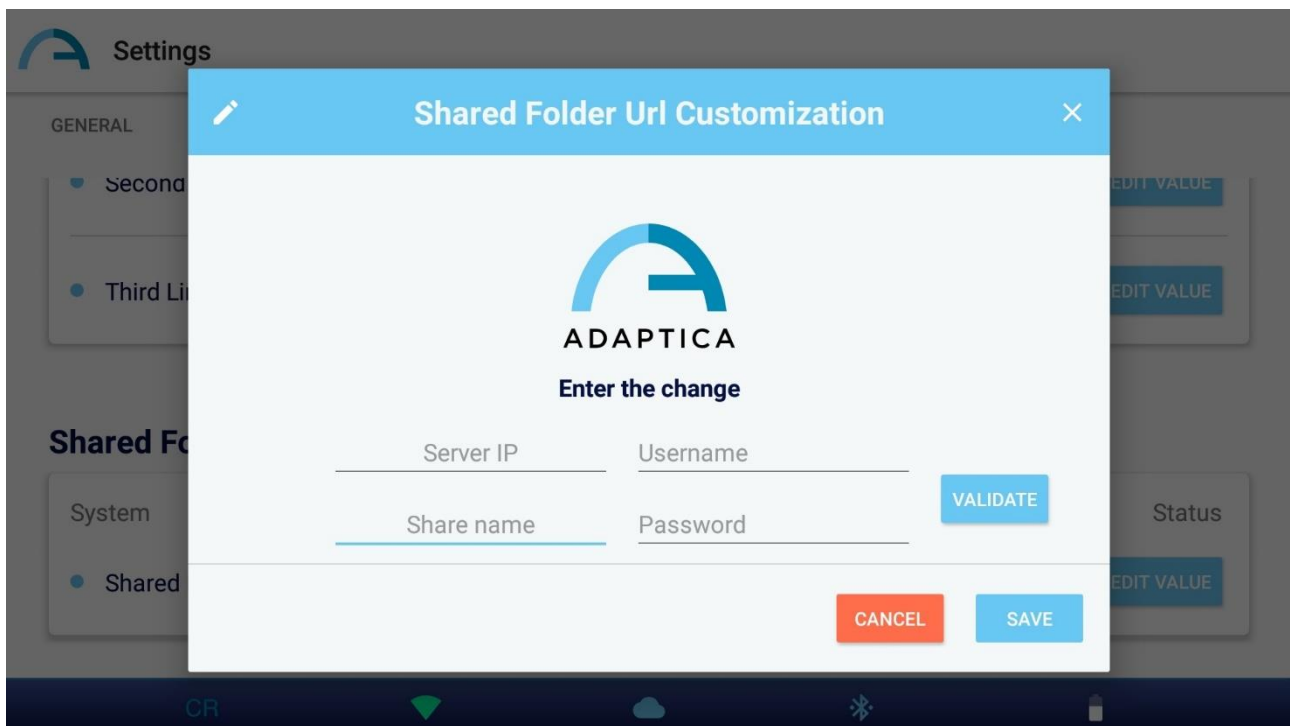 Settings
Shared Folder Url Customization
GENERAL
Second
EDIT VALUE
Third Li
EDIT VALUE
ADAPTICA
Enter the change
Shared Fo
Server IP Username
VALIDATE
System
Share name Password
Status
Shared
EDIT VALUE
CANCEL SAVE
CR